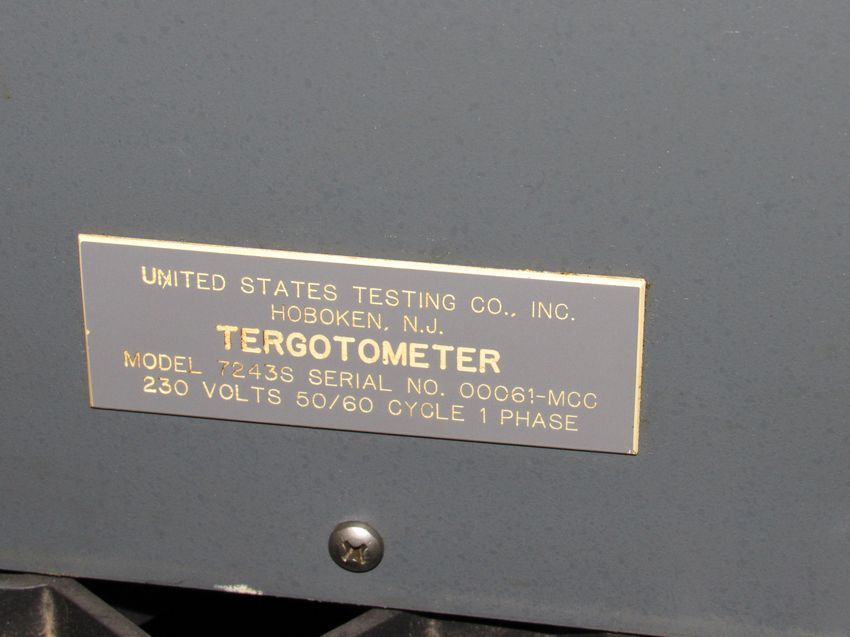 UNITED STATES TESTING CO., INC.
HOBOKEN, N.J.
TERGOTOMETER
MODEL 7243S SERIAL NO. 00061-MCC
230 VOLTS 50/60 CYCLE 1 PHASE